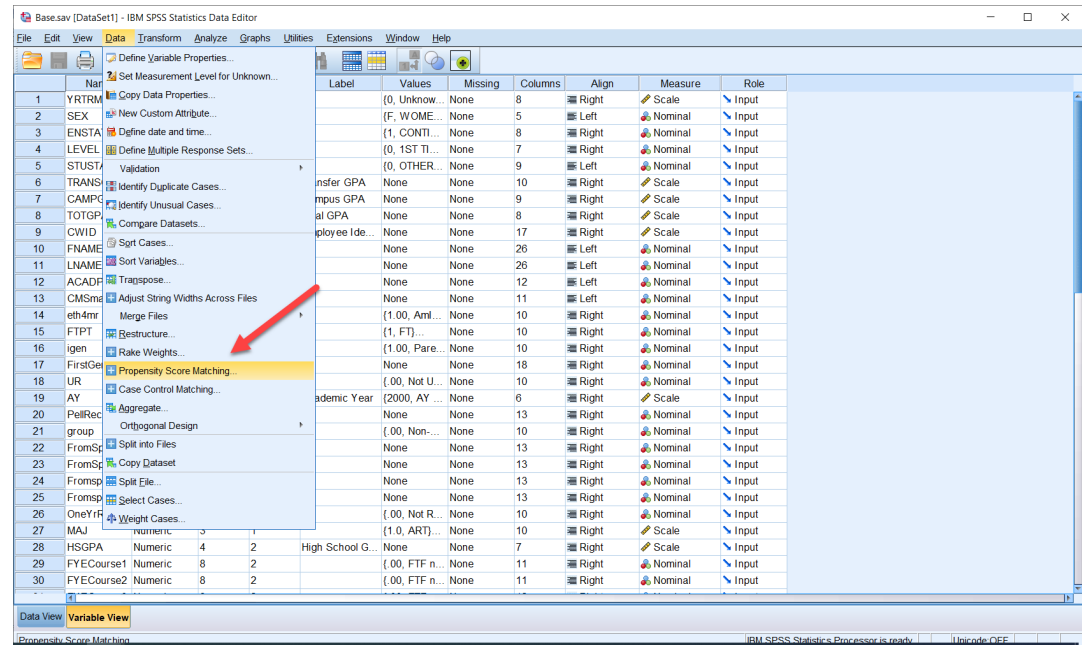 Base.sav [DataSet1] - IBM SPSS Statistics Data Editor
File Edit View Data Transform Analyze Graphs Utilities Extensions Window Help
Define Variable Properties...
Set Measurement Level for Unknown...
Copy Data Properties...
New Custom Attribute...
Define date and time...
Define Multiple Response Sets...
Validation
Identify Duplicate Cases...
Identify Unusual Cases...
Compare Datasets...
Sort Cases...
Sort Variables...
Transpose...
Adjust String Widths Across Files
Merge Files
Restructure...
Rake Weights...
Propensity Score Matching...
Case Control Matching...
Aggregate...
Orthogonal Design
Split into Files
Copy Dataset
Split File...
Select Cases...
Weight Cases...
Nar Label Values Missing Columns Align Measure Role
1 YRTRM {0, Unknow... None 8 Right Scale Input
2 SEX {F, WOME... None 5 Left Nominal Input
3 ENSTA {1, CONTI... None 8 Right Nominal Input
4 LEVEL {0, 1ST TI... None 7 Right Nominal Input
5 STUSTA {0, OTHER... None 9 Left Nominal Input
6 TRANS nsfer GPA None None 10 Right Scale Input
7 CAMPG mpus GPA None None 9 Right Scale Input
8 TOTGP al GPA None None 8 Right Scale Input
9 CWID ployee Ide... None None 17 Right Scale Input
10 FNAME None None 26 Left Nominal Input
11 LNAME None None 26 Left Nominal Input
12 ACADP None None 12 Left Nominal Input
13 CMSma None None 11 Left Nominal Input
14 eth4mr {1.00, AmI... None 10 Right Nominal Input
15 FTPT {1, FT}... None 10 Right Nominal Input
16 igen {1.00, Pare... None 10 Right Nominal Input
17 FirstGe None None 18 Right Nominal Input
18 UR {.00, Not U... None 10 Right Nominal Input
19 AY ademic Year {2000, AY ... None 6 Right Scale Input
20 PellRec None None 13 Right Nominal Input
21 group {.00, Non-... None 10 Right Nominal Input
22 FromSp None None 13 Right Nominal Input
23 FromSp None None 13 Right Nominal Input
24 Fromsp None None 13 Right Nominal Input
25 Fromsp None None 13 Right Nominal Input
26 OneYrR {.00, Not R... None 10 Right Nominal Input
27 MAJ Numeric 3 1 {1.0, ART}... None 10 Right Scale Input
28 HSGPA Numeric 4 2 High School G... None None 7 Right Scale Input
29 FYECourse1 Numeric 8 2 {.00, FTF n... None 11 Right Nominal Input
30 FYECourse2 Numeric 8 2 {.00, FTF n... None 11 Right Nominal Input
Data View Variable View
Propensity Score Matching IBM SPSS Statistics Processor is ready Unicode:OFF